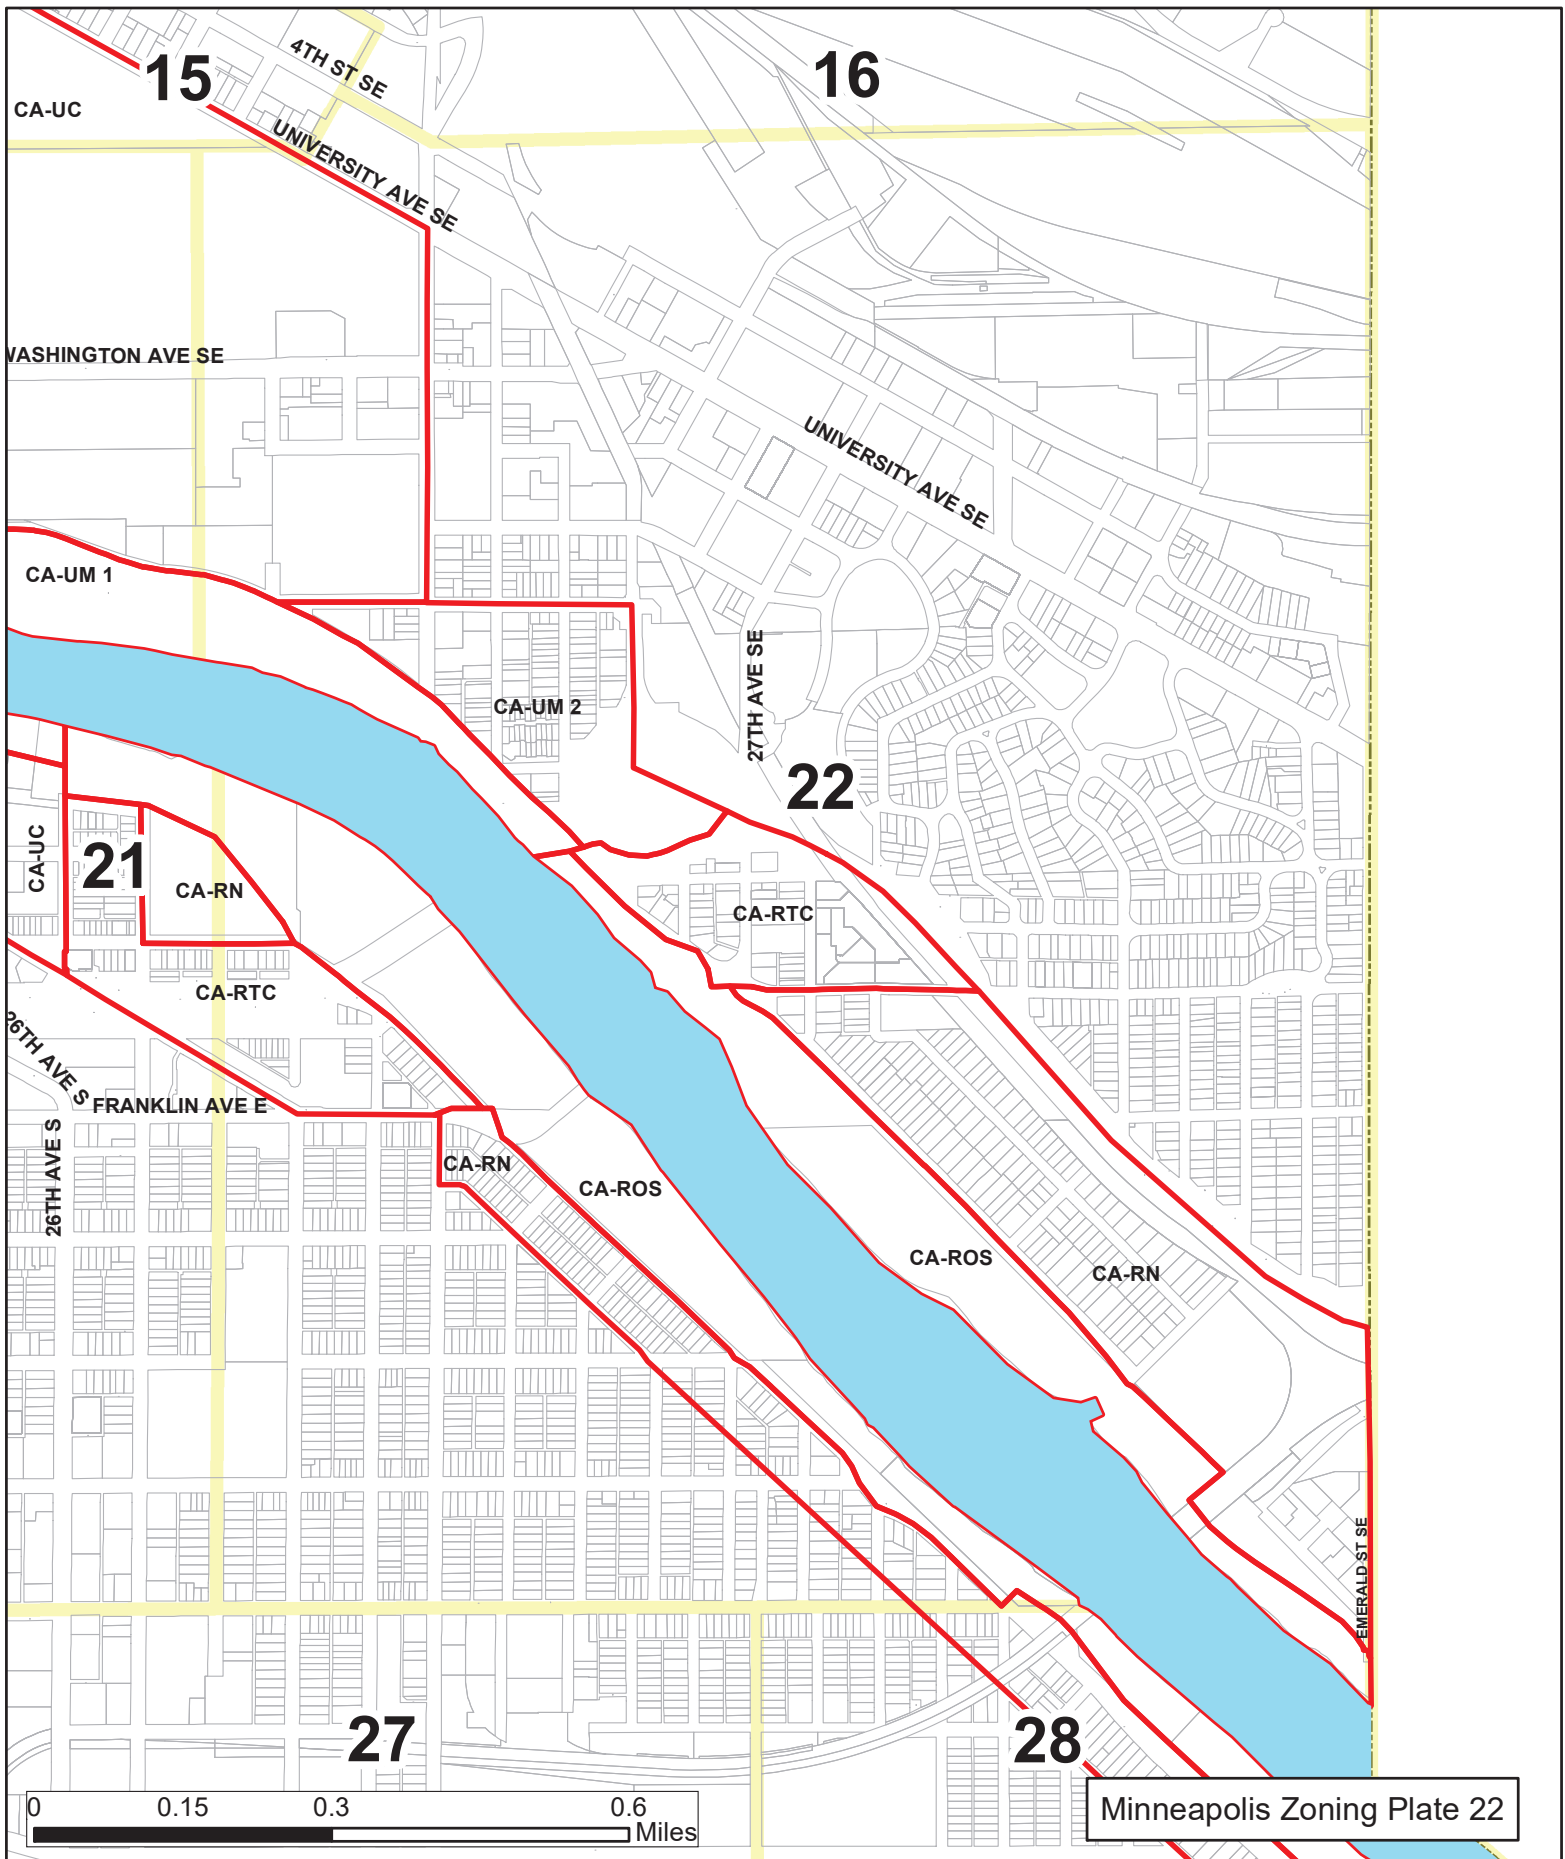 15
16
4TH ST SE
CA-UC
UNIVERSITY AVE SE
WASHINGTON AVE SE
UNIVERSITY AVE SE
CA-UM 1
27TH AVE SE
CA-UM 2
22
CA-UC
21
CA-RN
CA-RTC
CA-RTC
26TH AVE S
FRANKLIN AVE E
26TH AVE S
CA-RN
CA-ROS
CA-ROS
CA-RN
EMERALD ST SE
27
28
0 0.15 0.3 0.6
Miles
Minneapolis Zoning Plate 22